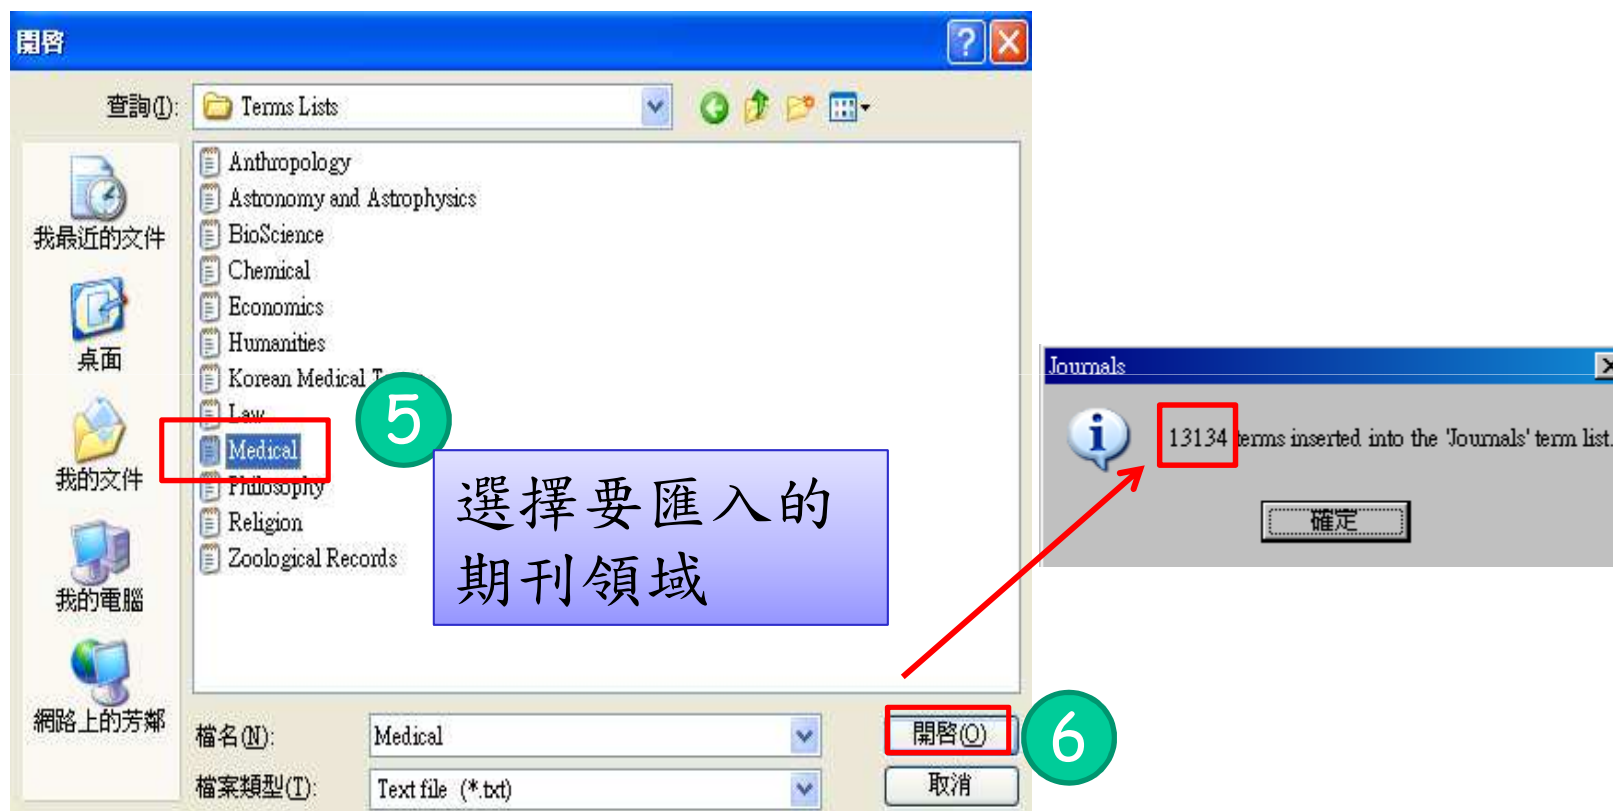 開啓
查詢(I):
Terms Lists
Anthropology
Astronomy and Astrophysics
BioScience
Chemical
Economics
Humanities
Korean Medical
Law
Medical
Philosophy
Religion
Zoological Records
我最近的文件
桌面
我的文件
我的電腦
網路上的芳鄰
5
選擇要匯入的
期刊領域
檔名(N):
Medical
開啓(O)
6
檔案類型(T):
Text file (*.txt)
取消
Journals
13134 terms inserted into the 'Journals' term list.
確定